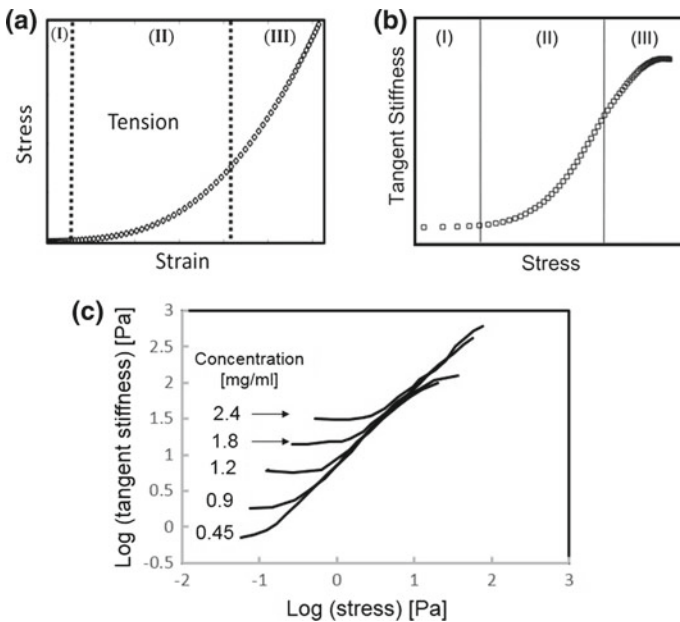 (a)
(I)
(II)
(III)
Tension
Stress
Strain
(b)
(I)
(II)
(III)
Tangent Stiffness
Stress
(c)
Log (tangent stiffness) [Pa]
3
2.5
2
1.5
1
0.5
0
-0.5
Concentration
[mg/ml]
2.4
1.8
1.2
0.9
0.45
-2 -1 0 1 2 3
Log (stress) [Pa]